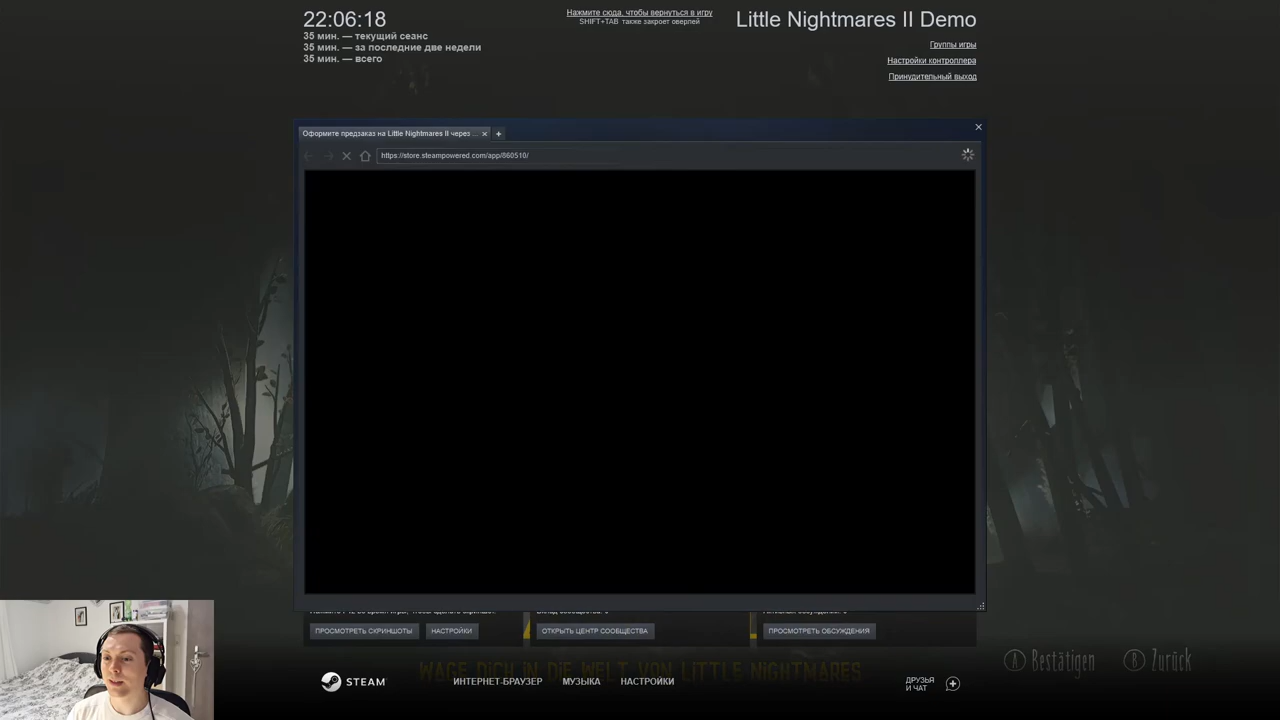 22:06:18
35 мин. — текущий сеанс
35 мин. — за последние две недели
35 мин. — всего
Нажмите сюда, чтобы вернуться в игру
SHIFT+TAB также закроет оверлей
Little Nightmares II Demo
Группы игры
Настройки контроллера
Принудительный выход
Оформите предзаказ на Little Nightmares II через ...
https://store.steampowered.com/app/860510/
ПРОСМОТРЕТЬ СКРИНШОТЫ
НАСТРОЙКИ
ОТКРЫТЬ ЦЕНТР СООБЩЕСТВА
ПРОСМОТРЕТЬ ОБСУЖДЕНИЯ
WAGE DICH IN DIE WELT VON LITTLE NIGHTMARES
A Bestätigen
B Zurück
STEAM
ИНТЕРНЕТ-БРАУЗЕР
МУЗЫКА
НАСТРОЙКИ
ДРУЗЬЯ
И ЧАТ